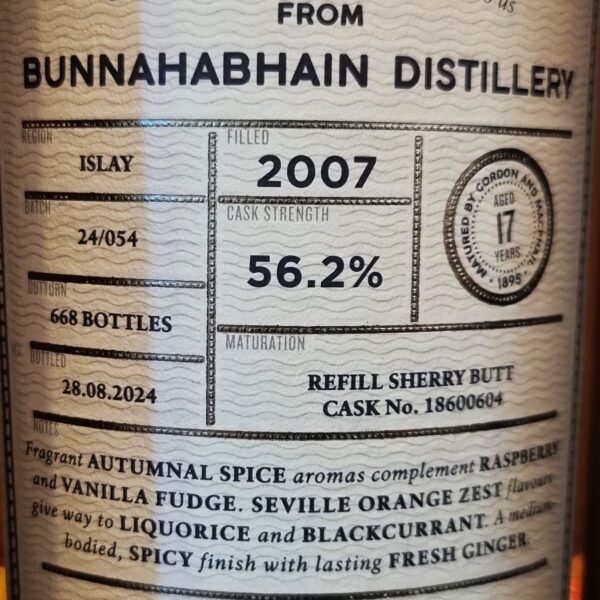 us
FROM
BUNNAHABHAIN DISTILLERY
REGION
ISLAY
BATCH
24/054
OUTTURN
668 BOTTLES
BOTTLED
28.08.2024
FILLED
2007
CASK STRENGTH
56.2%
MATURED BY GORDON AND MACPHAIL
AGED
17
YEARS
1895
MATURATION
REFILL SHERRY BUTT
CASK No. 18600604
NOTES
Fragrant AUTUMNAL SPICE aromas complement RASPBERRY
and VANILLA FUDGE. SEVILLE ORANGE ZEST flavours
give way to LIQUORICE and BLACKCURRANT. A medium-
bodied, SPICY finish with lasting FRESH GINGER